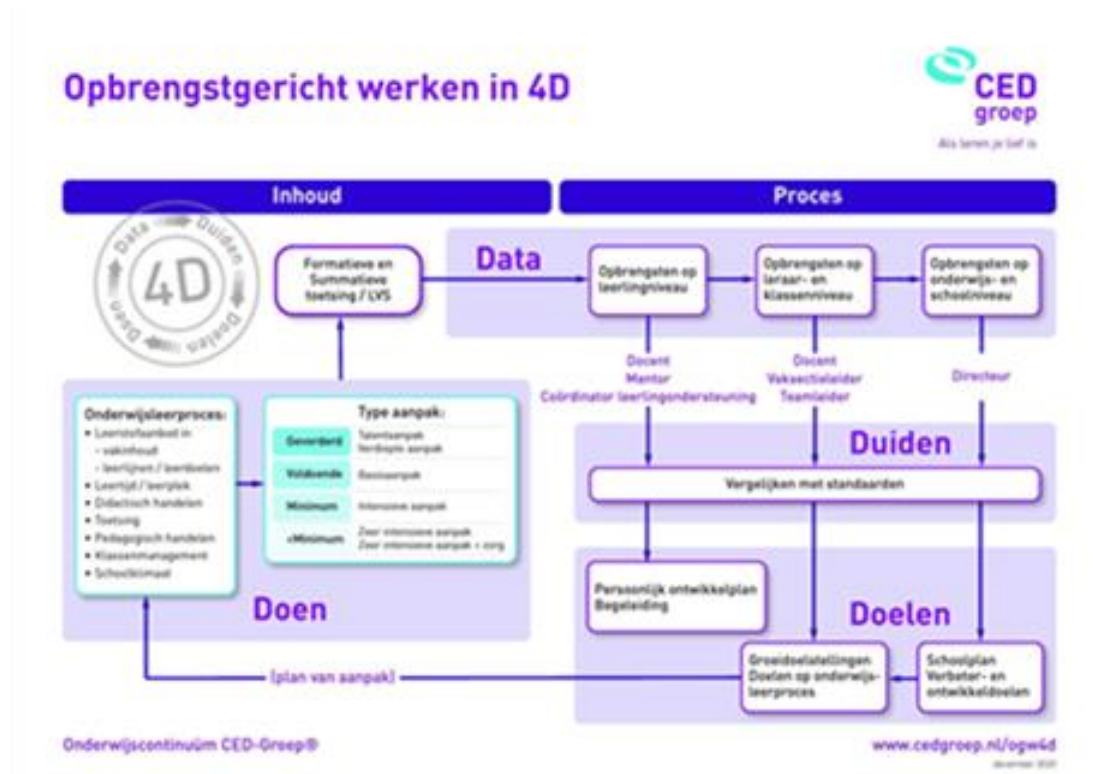 Opbrengstgericht werken in 4D
CED
groep
Als leren je lief is
Inhoud
Proces
Data
Duiden
Doelen
Doen
4D
Formatieve en
Summatieve
toetsing / LVS
Data
Opbrengsten op
leerlingniveau
Opbrengsten op
leraar- en
klassenniveau
Opbrengsten op
onderwijs- en
schoolniveau
Docent
Mentor
Coördinator leerlingondersteuning
Docent
Vaksectieleider
Teamleider
Directeur
Duiden
Vergelijken met standaarden
Onderwijsleerproces:
• Leerstofaanbod in
- vakinhoud
- leerlijnen / leerdoelen
• Leertijd / leerplek
• Didactisch handelen
• Toetsing
• Pedagogisch handelen
• Klassenmanagement
• Schoolklimaat
Type aanpak:
Gevorderd
Talentaanpak
Verdiepte aanpak
Voldoende
Basisaanpak
Minimum
Intensieve aanpak
<Minimum
Zeer intensieve aanpak
Zeer intensieve aanpak + zorg
Doen
Persoonlijk ontwikkelplan
Begeleiding
Doelen
Groeidoelstellingen
Doelen op onderwijs-
leerproces
Schoolplan
Verbeter- en
ontwikkeldoelen
(plan van aanpak)
Onderwijscontinuüm CED-Groep®
www.cedgroep.nl/ogw4d